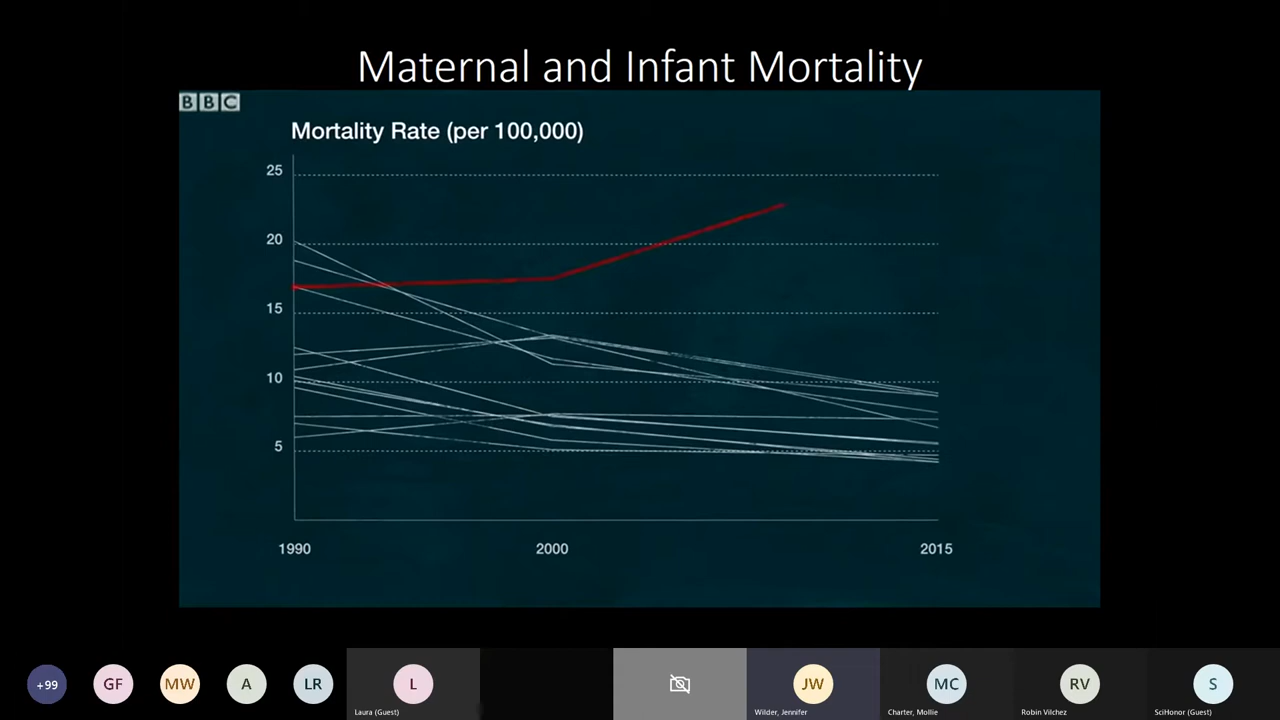 Maternal and Infant Mortality
BBC
Mortality Rate (per 100,000)
25
20
15
10
5
1990 2000 2015
+99 GF MW A LR L JW MC RV S
Laura (Guest) Wilder, Jennifer Charter, Mollie Robin Vilchez SciHonor (Guest)